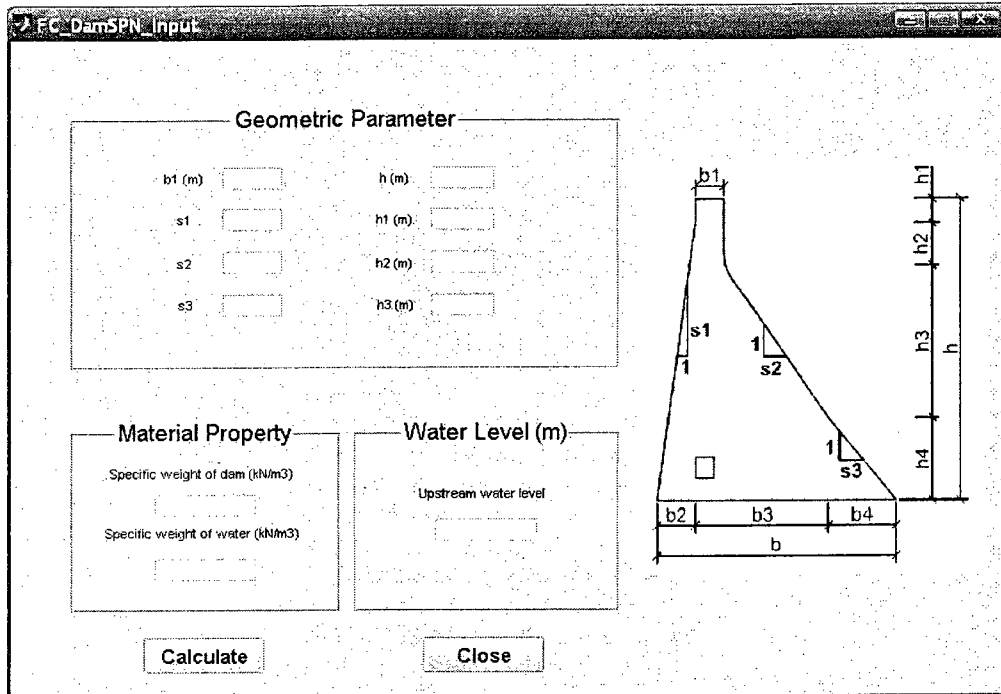 FC_DamSPN_Input
Geometric Parameter
b1 (m)
h (m)
s1
h1 (m)
s2
h2 (m)
s3
h3 (m)
Material Property
Specific weight of dam (kN/m3)
Specific weight of water (kN/m3)
Water Level (m)
Upstream water level
Calculate
Close
b1
h1
h2
h3
h4
h
s1
1
1
s2
1
s3
b2
b3
b4
b